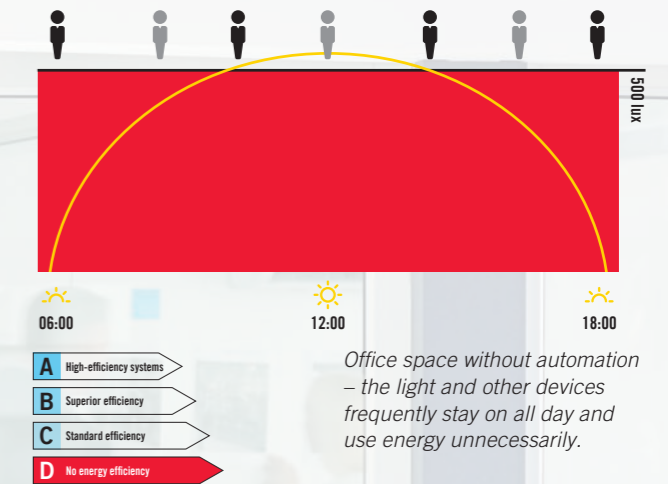 500 lux
06:00
12:00
18:00
A High-efficiency systems
B Superior efficiency
C Standard efficiency
D No energy efficiency
Office space without automation
– the light and other devices
frequently stay on all day and
use energy unnecessarily.